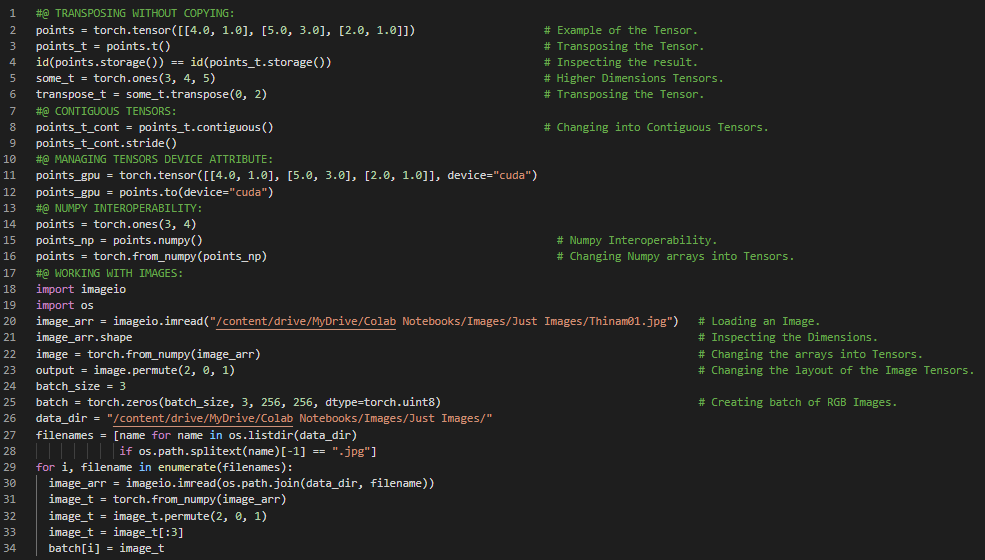 1 #@ TRANSPOSING WITHOUT COPYING:
2 points = torch.tensor([[4.0, 1.0], [5.0, 3.0], [2.0, 1.0]]) # Example of the Tensor.
3 points_t = points.t() # Transposing the Tensor.
4 id(points.storage()) == id(points_t.storage()) # Inspecting the result.
5 some_t = torch.ones(3, 4, 5) # Higher Dimensions Tensors.
6 transpose_t = some_t.transpose(0, 2) # Transposing the Tensor.
7 #@ CONTIGUOUS TENSORS:
8 points_t_cont = points_t.contiguous() # Changing into Contiguous Tensors.
9 points_t_cont.stride()
10 #@ MANAGING TENSORS DEVICE ATTRIBUTE:
11 points_gpu = torch.tensor([[4.0, 1.0], [5.0, 3.0], [2.0, 1.0]], device="cuda")
12 points_gpu = points.to(device="cuda")
13 #@ NUMPY INTEROPERABILITY:
14 points = torch.ones(3, 4)
15 points_np = points.numpy() # Numpy Interoperability.
16 points = torch.from_numpy(points_np) # Changing Numpy arrays into Tensors.
17 #@ WORKING WITH IMAGES:
18 import imageio
19 import os
20 image_arr = imageio.imread("/content/drive/MyDrive/Colab Notebooks/Images/Just Images/Thinam01.jpg") # Loading an Image.
21 image_arr.shape # Inspecting the Dimensions.
22 image = torch.from_numpy(image_arr) # Changing the arrays into Tensors.
23 output = image.permute(2, 0, 1) # Changing the layout of the Image Tensors.
24 batch_size = 3
25 batch = torch.zeros(batch_size, 3, 256, 256, dtype=torch.uint8) # Creating batch of RGB Images.
26 data_dir = "/content/drive/MyDrive/Colab Notebooks/Images/Just Images/"
27 filenames = [name for name in os.listdir(data_dir)
28 if os.path.splitext(name)[-1] == ".jpg"]
29 for i, filename in enumerate(filenames):
30 image_arr = imageio.imread(os.path.join(data_dir, filename))
31 image_t = torch.from_numpy(image_arr)
32 image_t = image_t.permute(2, 0, 1)
33 image_t = image_t[:3]
34 batch[i] = image_t